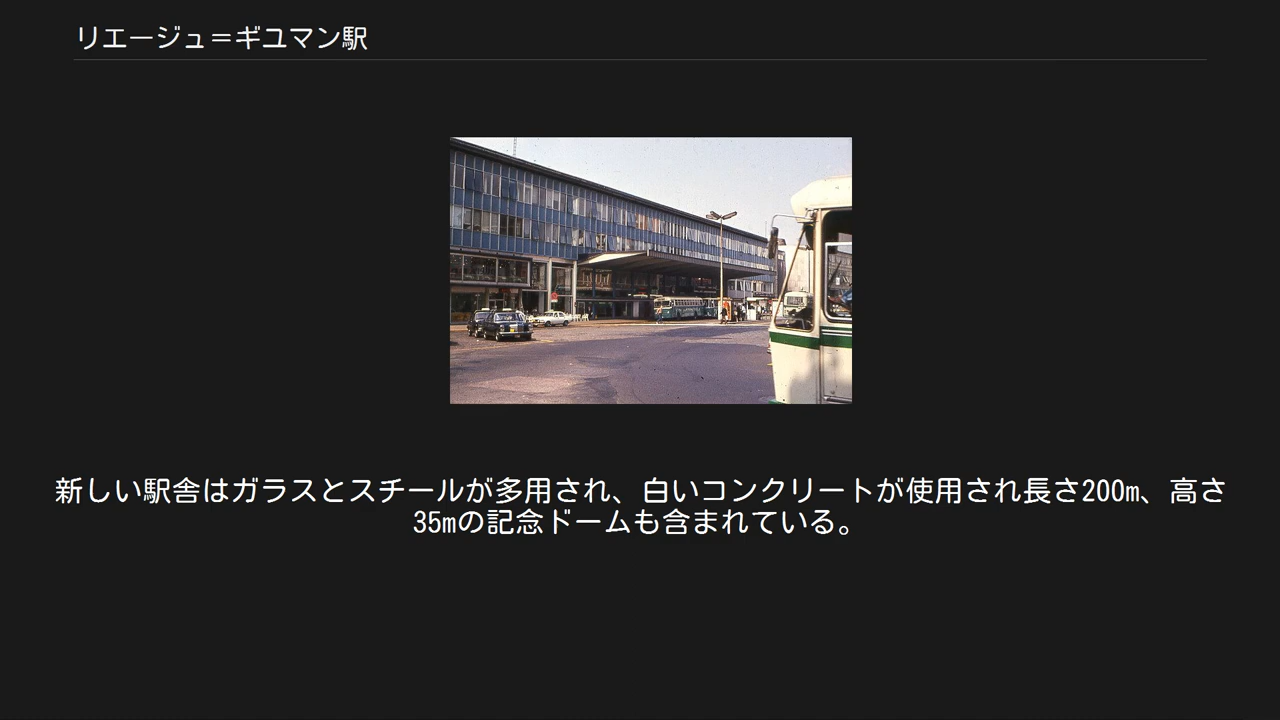 リエージュ＝ギユマン駅
新しい駅舎はガラスとスチールが多用され、白いコンクリートが使用され長さ200m、高さ
35mの記念ドームも含まれている。